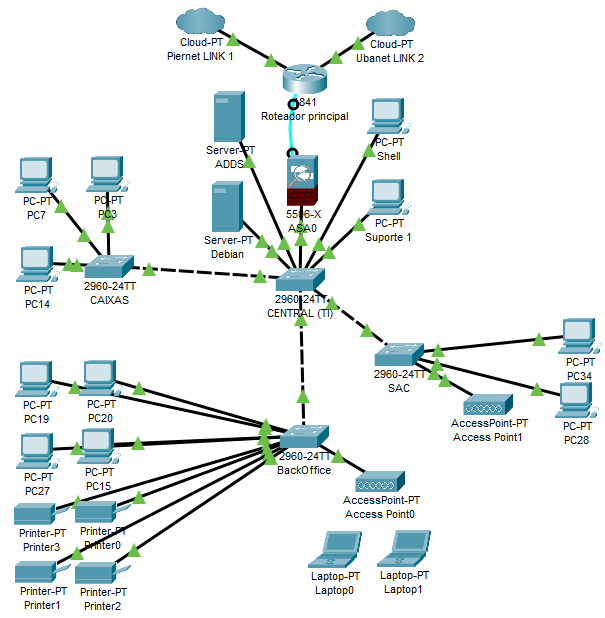 Cloud-PT
Piernet LINK 1
Cloud-PT
Ubanet LINK 2
1841
Roteador principal
Server-PT
ADDS
PC-PT
Shell
5506-X
ASA0
PC-PT
Suporte 1
Server-PT
Debian
PC-PT
PC7
PC-PT
PC3
PC-PT
PC14
2960-24TT
CAIXAS
2960-24TT
CENTRAL (TI)
2960-24TT
SAC
PC-PT
PC34
PC-PT
PC28
AccessPoint-PT
Access Point1
PC-PT
PC19
PC-PT
PC20
PC-PT
PC27
PC-PT
PC15
2960-24TT
BackOffice
AccessPoint-PT
Access Point0
Printer-PT
Printer3
Printer-PT
Printer0
Printer-PT
Printer1
Printer-PT
Printer2
Laptop-PT
Laptop0
Laptop-PT
Laptop1